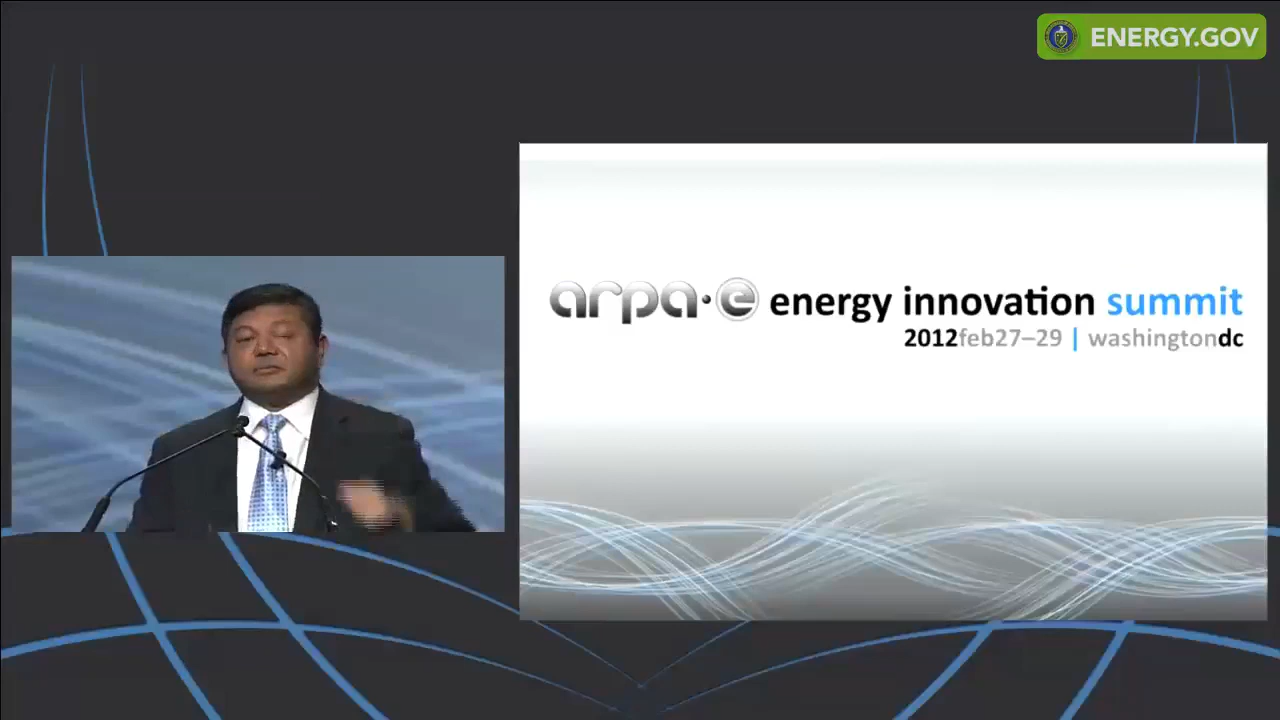 ENERGY.GOV
arpa·e energy innovation summit
2012feb27–29 | washingtondc